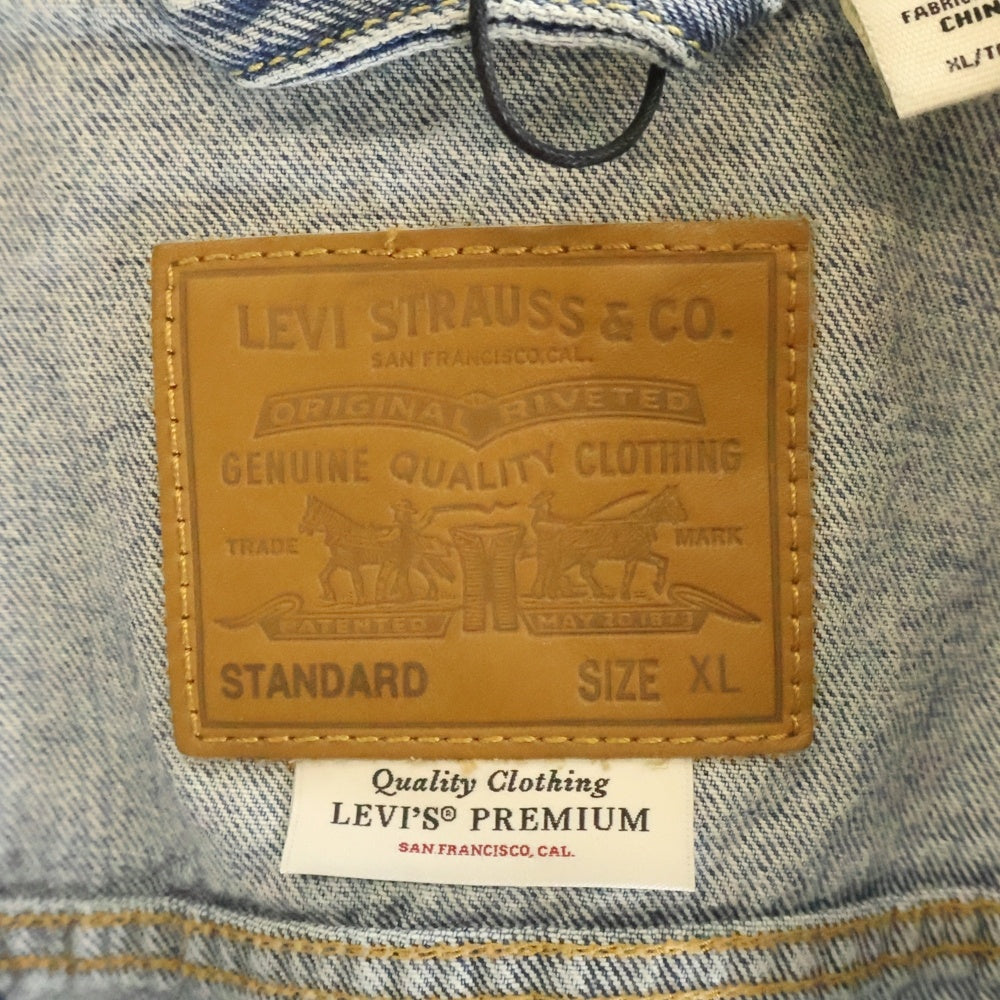 FABRIC
CHIN
XL/T
LEVI STRAUSS & CO.
SAN FRANCISCO, CAL.
ORIGINAL RIVETED
GENUINE QUALITY CLOTHING
TRADE MARK
PATENTED MAY 20 1873
STANDARD SIZE XL
Quality Clothing
LEVI'S® PREMIUM
SAN FRANCISCO, CAL.